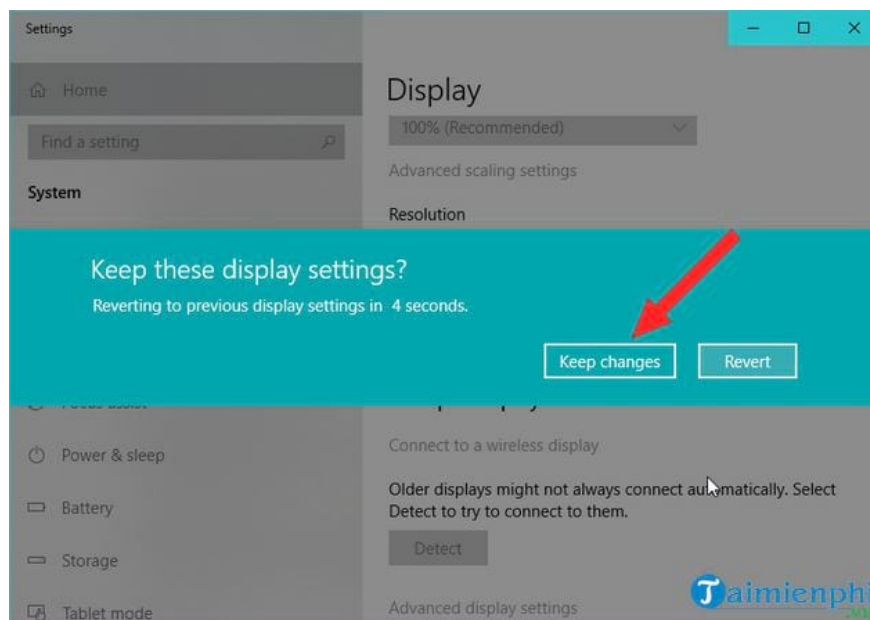 Settings
Home
Find a setting
System
Display
100% (Recommended)
Advanced scaling settings
Resolution
Keep these display settings?
Reverting to previous display settings in 4 seconds.
Keep changes
Revert
Power & sleep
Battery
Storage
Tablet mode
Connect to a wireless display
Older displays might not always connect automatically. Select
Detect to try to connect to them.
Detect
Advanced display settings
Taimienphi
.vn